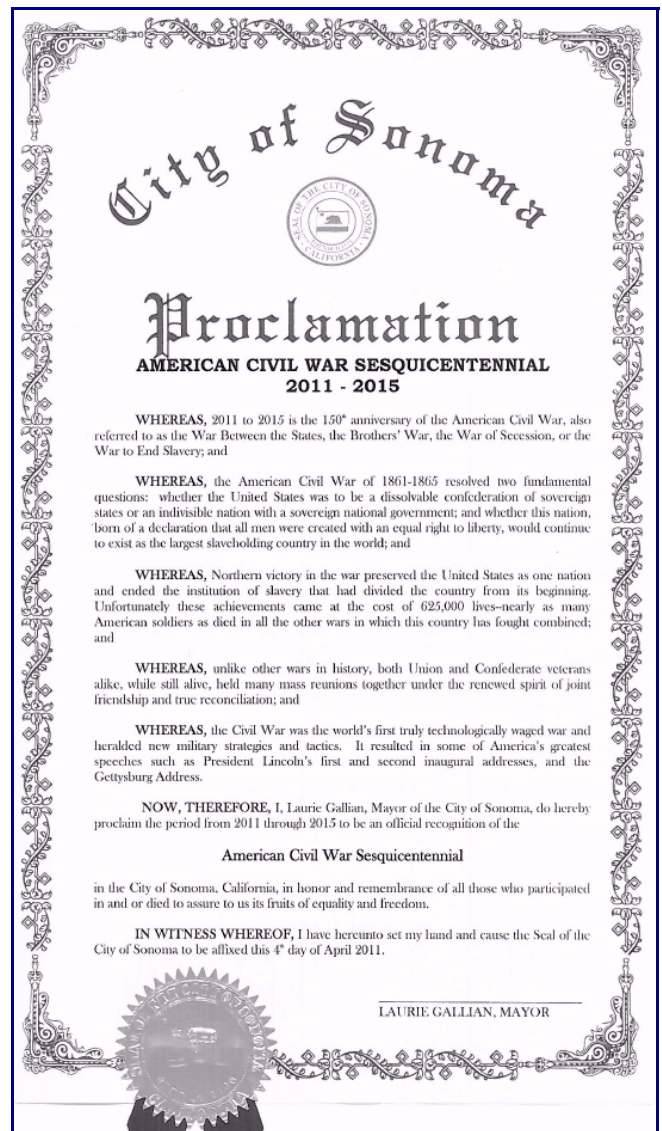 City of Sonoma
SEAL OF THE CITY OF SONOMA
CALIFORNIA
Proclamation
AMERICAN CIVIL WAR SESQUICENTENNIAL
2011 - 2015
WHEREAS, 2011 to 2015 is the 150th anniversary of the American Civil War, also
referred to as the War Between the States, the Brothers' War, the War of Secession, or the
War to End Slavery; and
WHEREAS, the American Civil War of 1861-1865 resolved two fundamental
questions: whether the United States was to be a dissolvable confederation of sovereign
states or an indivisible nation with a sovereign national government; and whether this nation,
born of a declaration that all men were created with an equal right to liberty, would continue
to exist as the largest slaveholding country in the world; and
WHEREAS, Northern victory in the war preserved the United States as one nation
and ended the institution of slavery that had divided the country from its beginning.
Unfortunately these achievements came at the cost of 625,000 lives--nearly as many
American soldiers as died in all the other wars in which this country has fought combined;
and
WHEREAS, unlike other wars in history, both Union and Confederate veterans
alike, while still alive, held many mass reunions together under the renewed spirit of joint
friendship and true reconciliation; and
WHEREAS, the Civil War was the world's first truly technologically waged war and
heralded new military strategies and tactics. It resulted in some of America's greatest
speeches such as President Lincoln's first and second inaugural addresses, and the
Gettysburg Address.
NOW, THEREFORE, I, Laurie Gallian, Mayor of the City of Sonoma, do hereby
proclaim the period from 2011 through 2015 to be an official recognition of the
American Civil War Sesquicentennial
in the City of Sonoma, California, in honor and remembrance of all those who participated
in and or died to assure to us its fruits of equality and freedom.
IN WITNESS WHEREOF, I have hereunto set my hand and cause the Seal of the
City of Sonoma to be affixed this 4th day of April 2011.
LAURIE GALLIAN, MAYOR